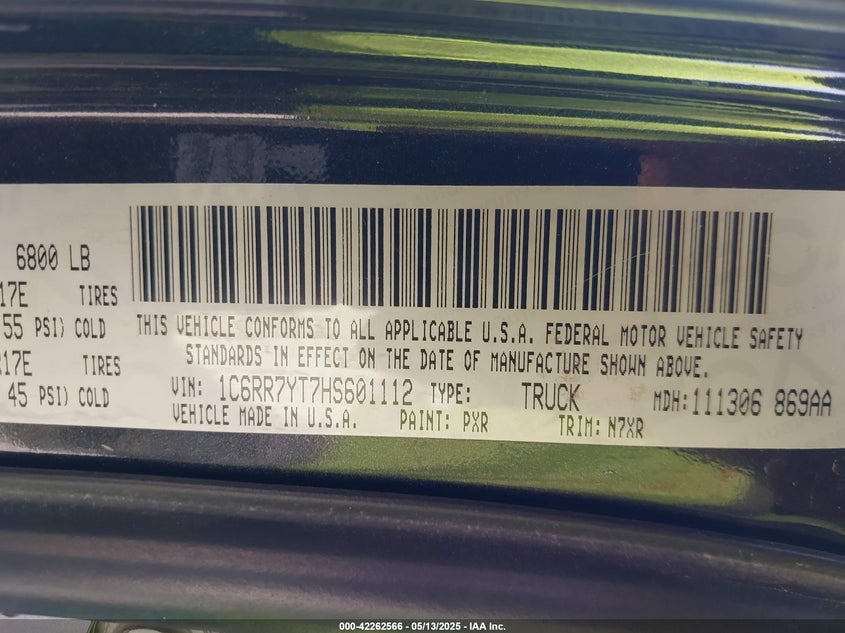 6800 LB
17E TIRES
55 PSI) COLD
17E TIRES
45 PSI) COLD
THIS VEHICLE CONFORMS TO ALL APPLICABLE U.S.A. FEDERAL MOTOR VEHICLE SAFETY
STANDARDS IN EFFECT ON THE DATE OF MANUFACTURE SHOWN ABOVE.
VIN: 1C6RR7YT7HS601112 TYPE: TRUCK MDH:111306 869AA
VEHICLE MADE IN U.S.A. PAINT: PXR TRIM: N7XR
000-42262566 - 05/13/2025 - IAA Inc.